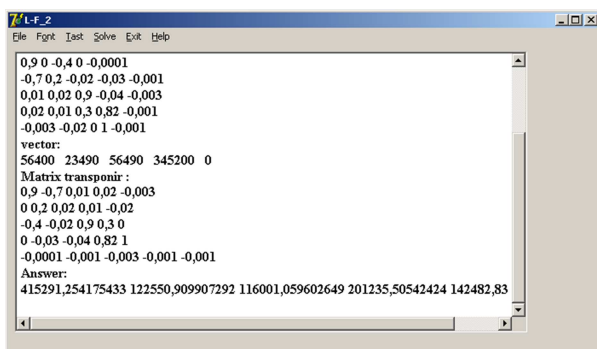 L-F_2
File Font Tast Solve Exit Help
0,9 0 -0,4 0 -0,0001
-0,7 0,2 -0,02 -0,03 -0,001
0,01 0,02 0,9 -0,04 -0,003
0,02 0,01 0,3 0,82 -0,001
-0,003 -0,02 0 1 -0,001
vector:
56400 23490 56490 345200 0
Matrix transponir :
0,9 -0,7 0,01 0,02 -0,003
0 0,2 0,02 0,01 -0,02
-0,4 -0,02 0,9 0,3 0
0 -0,03 -0,04 0,82 1
-0,0001 -0,001 -0,003 -0,001 -0,001
Answer:
415291,254175433 122550,909907292 116001,059602649 201235,50542424 142482,83